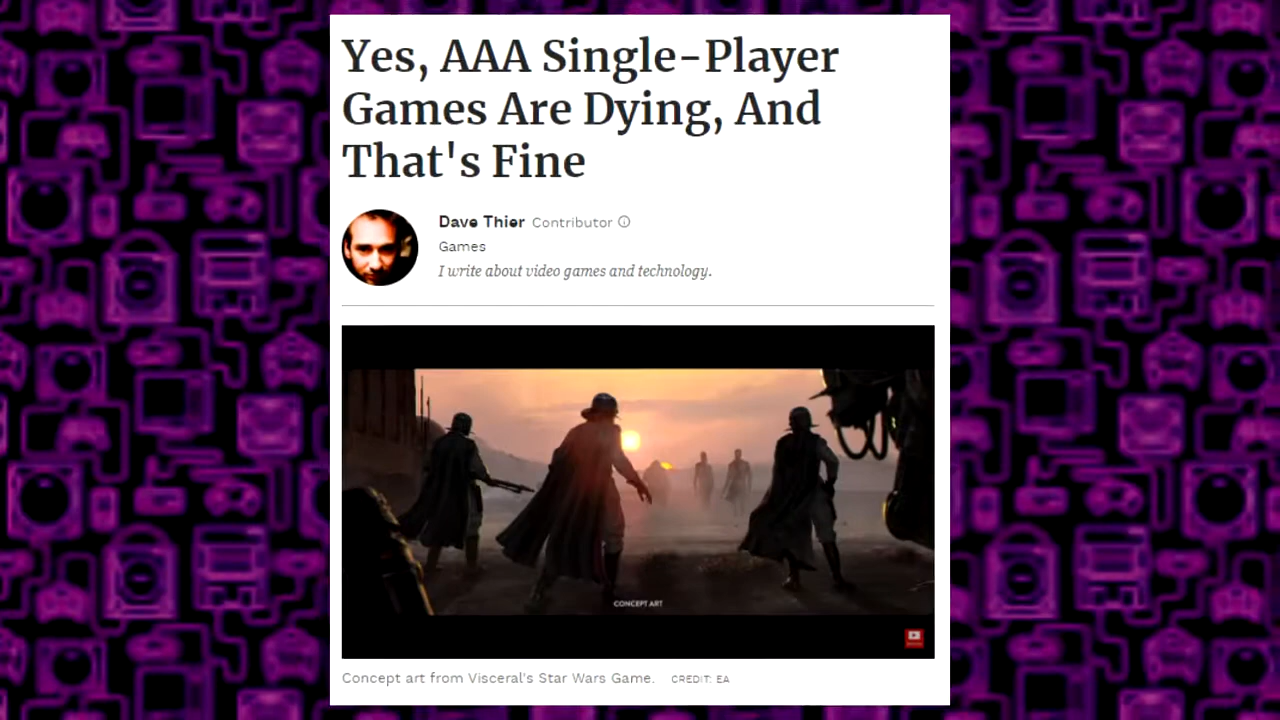 Yes, AAA Single-Player
Games Are Dying, And
That's Fine
Dave Thier Contributor
Games
I write about video games and technology.
CONCEPT ART
Concept art from Visceral's Star Wars Game. CREDIT: EA